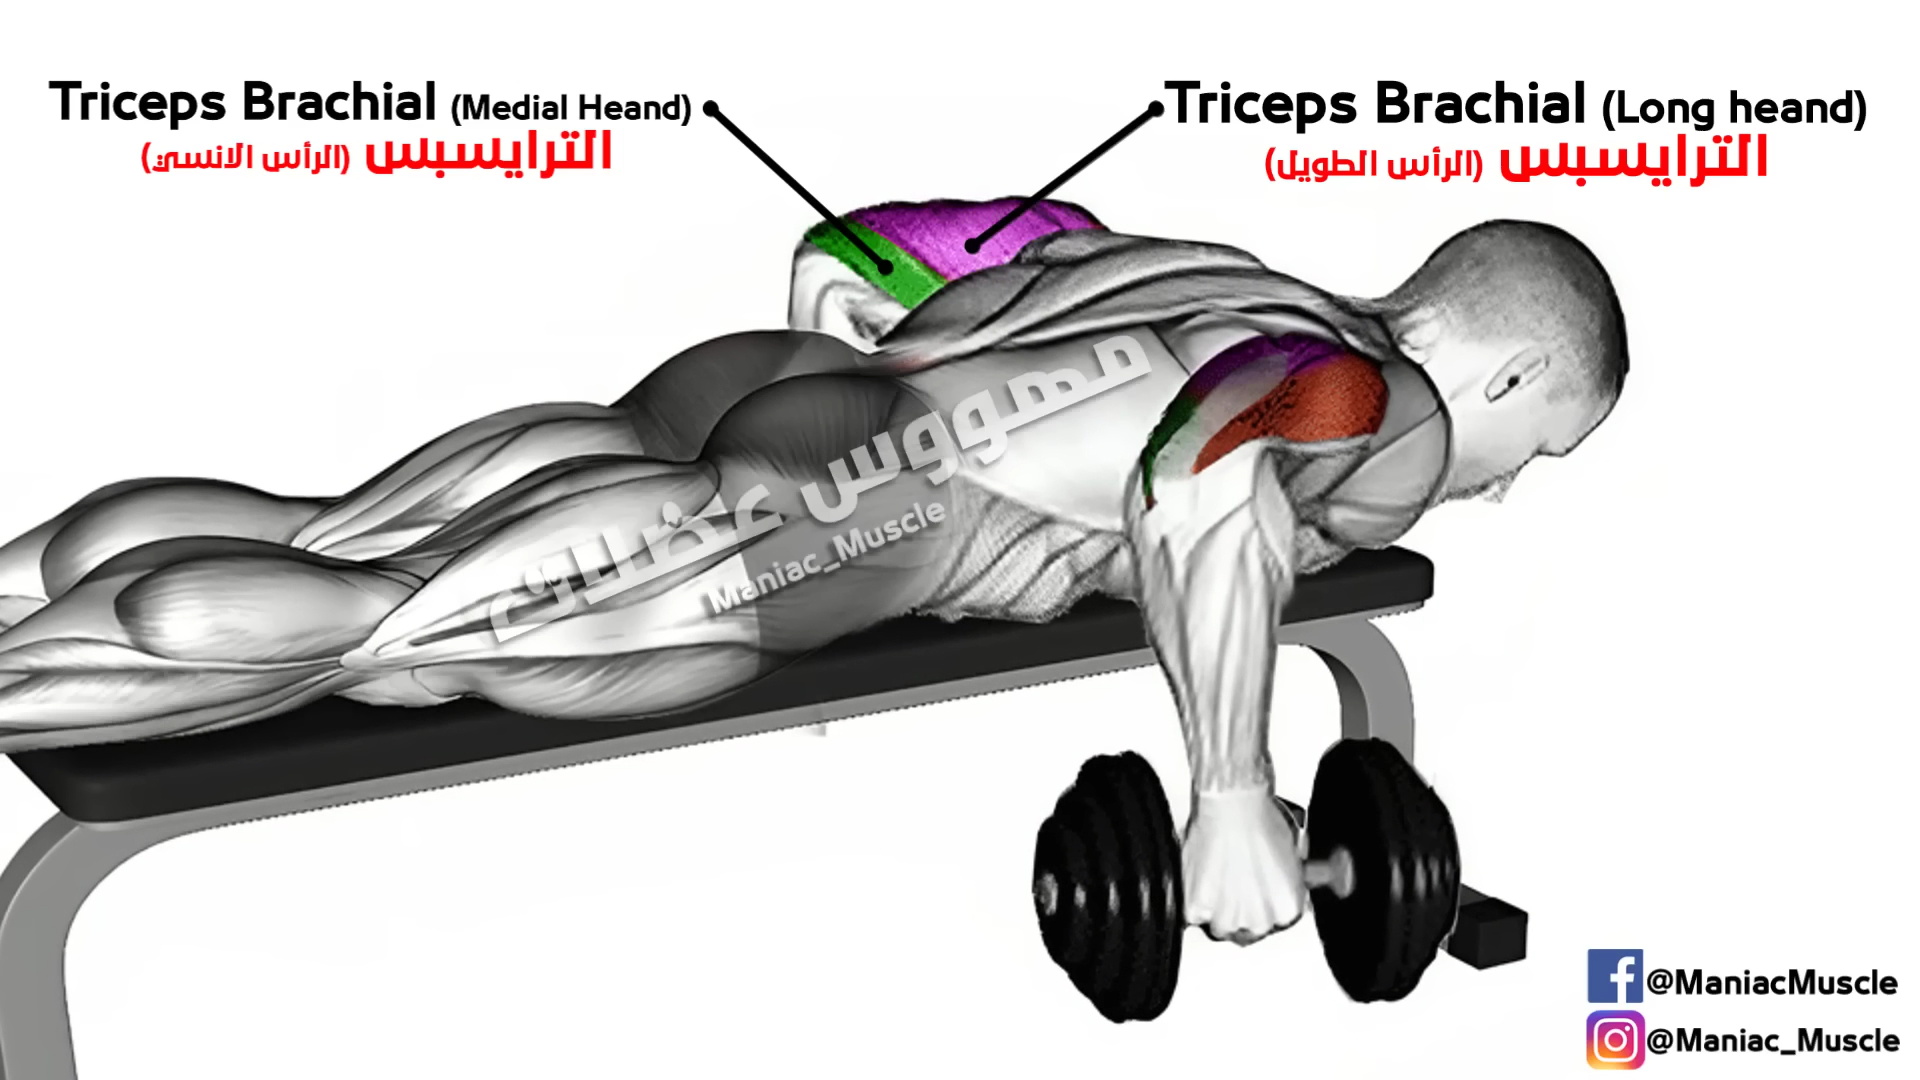 Triceps Brachial (Medial Heand)
الترايسبس (الرأس الانسي)
Triceps Brachial (Long heand)
الترايسبس (الرأس الطويل)
مهووس عضلات
Maniac_Muscle
@ManiacMuscle
@Maniac_Muscle